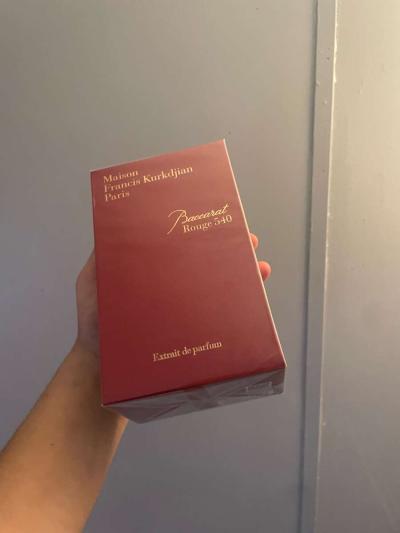 Maison
Francis Kurkdjian
Paris
Baccarat
Rouge 540
Extrait de parfum